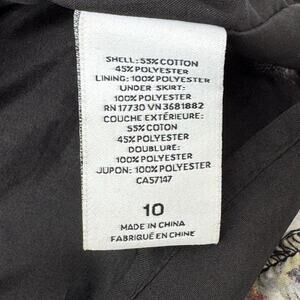 SHELL: 55% COTTON
45% POLYESTER
LINING: 100% POLYESTER
UNDER SKIRT:
100% POLYESTER
RN 17730 VN 3681882
COUCHE EXTÉRIEURE:
55% COTON
45% POLYESTER
DOUBLURE:
100% POLYESTER
JUPON: 100% POLYESTER
CA57147
10
MADE IN CHINA
FABRIQUÉ EN CHINE